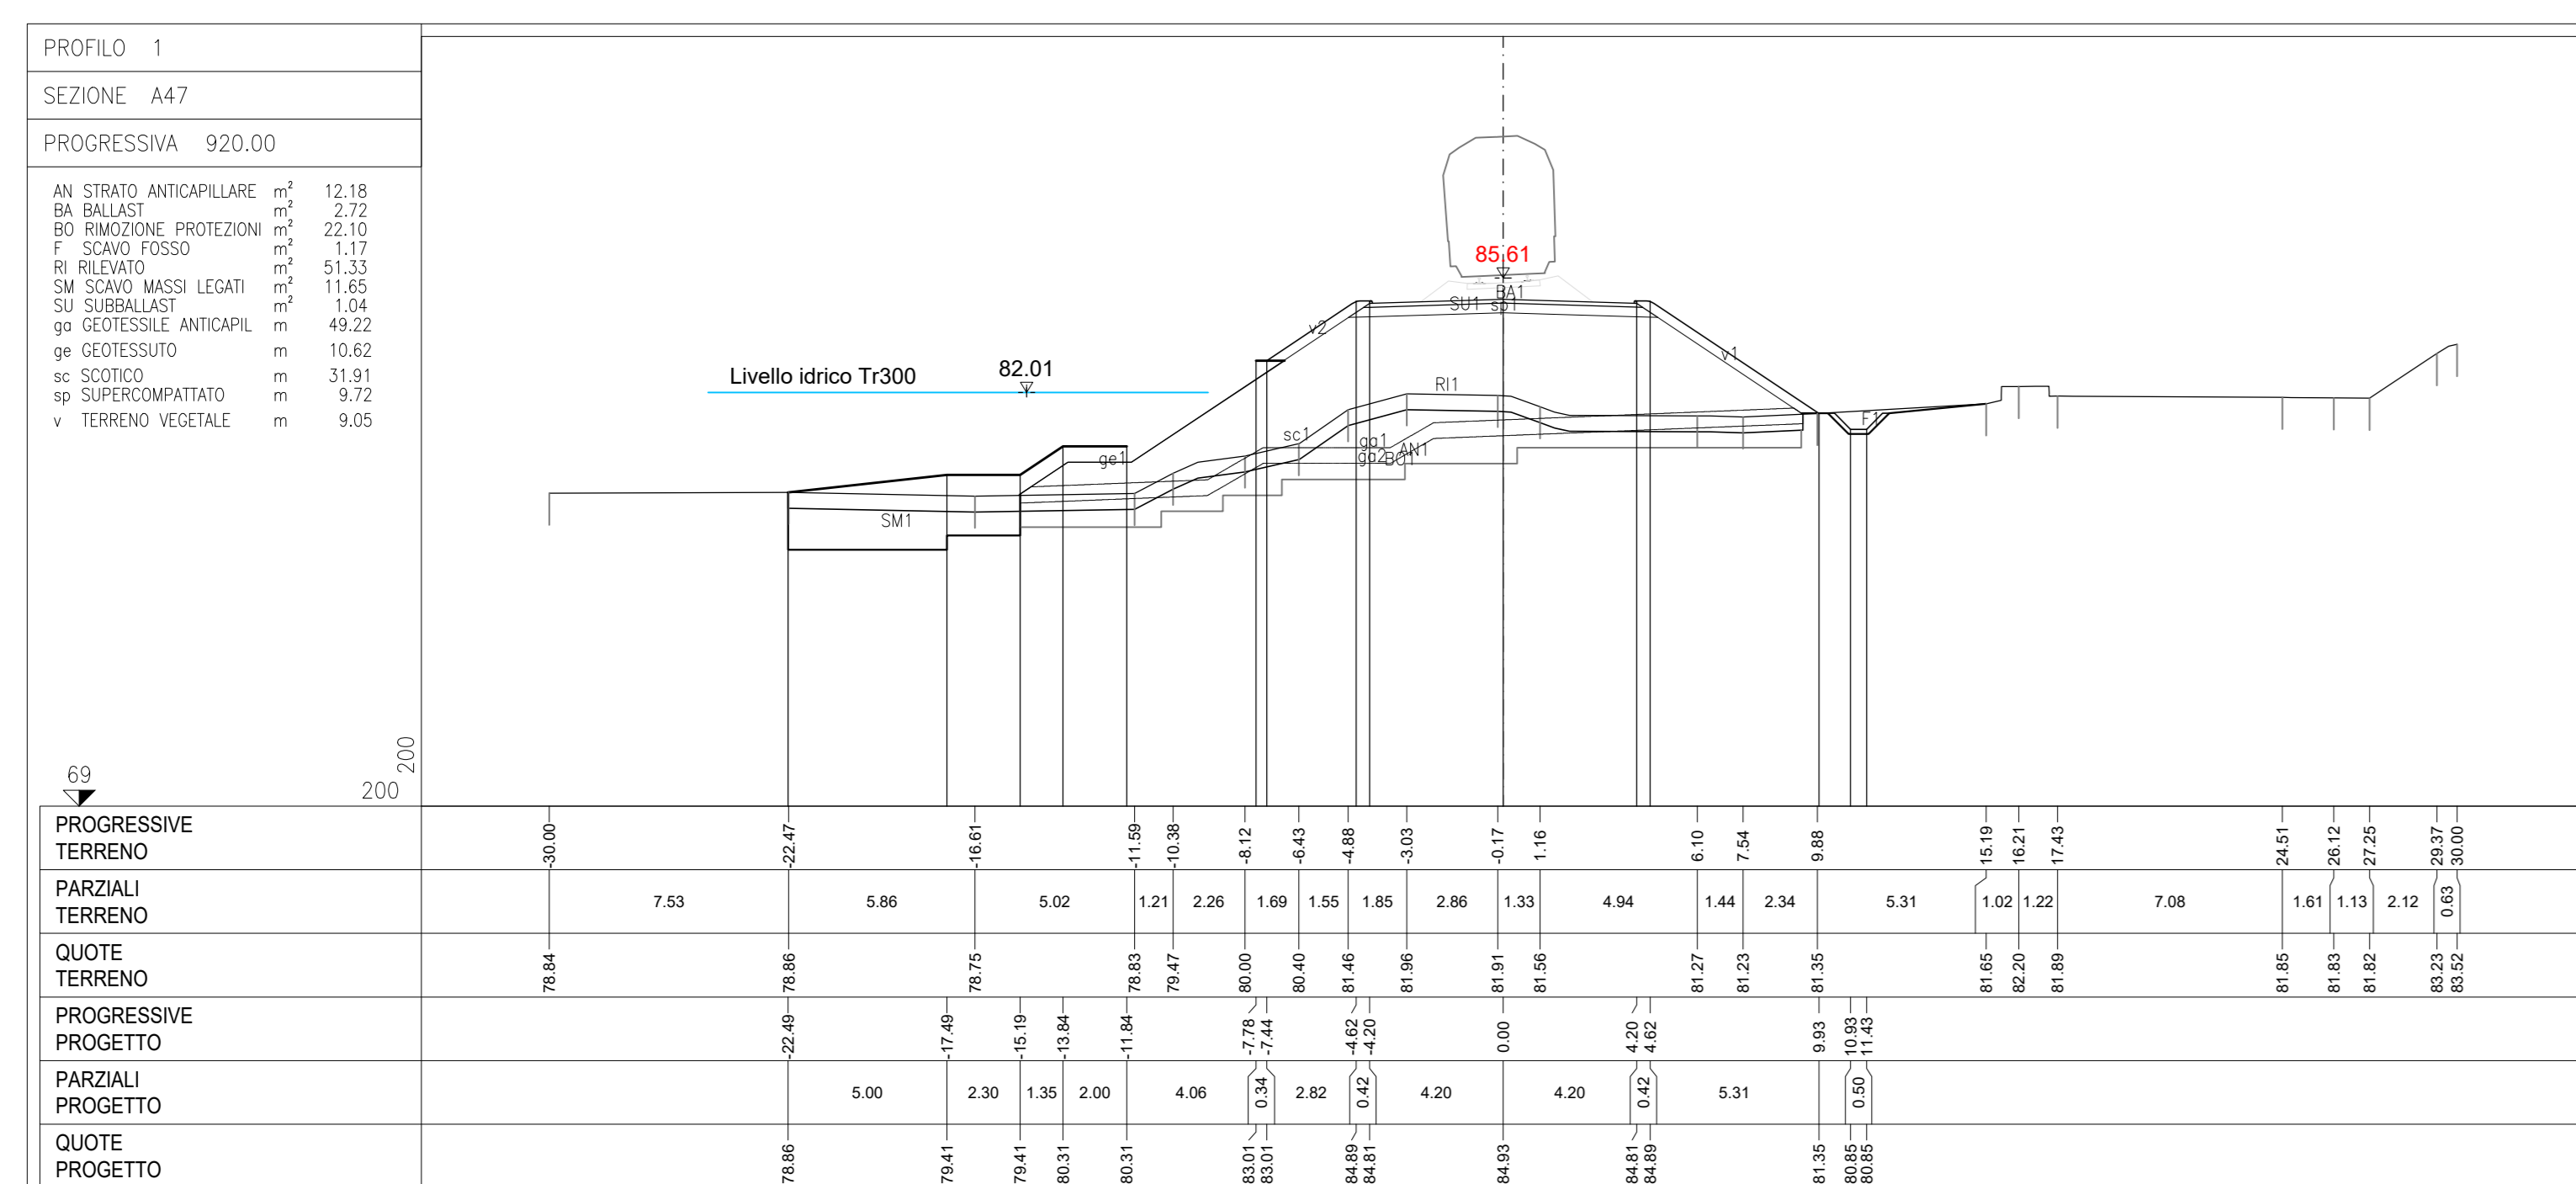 PROFILO 1
SEZIONE A47
PROGRESSIVA 920.00
AN STRATO ANTICAPILLARE m² 12.18
BA BALLAST m² 2.72
BO RIMOZIONE PROTEZIONI m² 22.10
F SCAVO FOSSO m² 1.17
RI RILEVATO m² 51.33
SM SCAVO MASSI LEGATI m² 11.65
SU SUBBALLAST m² 1.04
ga GEOTESSILE ANTICAPIL m 49.22
ge GEOTESSUTO m 10.62
sc SCOTICO m 31.91
sp SUPERCOMPATTATO m 9.72
v TERRENO VEGETALE m 9.05
85.61
BA1
SU1 sp1
v2
v1
Livello idrico Tr300 82.01
RI1
F1
sc1
ga1
AN1
ga2
BO1
ge1
SM1
69
200
200
PROGRESSIVE
TERRENO
-30.00 -22.47 -16.61 -11.59 -10.38 -8.12 -6.43 -4.88 -3.03 -0.17 1.16 6.10 7.54 9.88 15.19 16.21 17.43 24.51 26.12 27.25 29.37 30.00
PARZIALI
TERRENO
7.53 5.86 5.02 1.21 2.26 1.69 1.55 1.85 2.86 1.33 4.94 1.44 2.34 5.31 1.02 1.22 7.08 1.61 1.13 2.12 0.63
QUOTE
TERRENO
78.84 78.86 78.75 78.83 79.47 80.00 80.40 81.46 81.96 81.91 81.56 81.27 81.23 81.35 81.65 82.20 81.89 81.85 81.83 81.82 83.23 83.52
PROGRESSIVE
PROGETTO
-22.49 -17.49 -15.19 -13.84 -11.84 -7.78 -7.44 -4.62 -4.20 0.00 4.20 4.62 9.93 10.93 11.43
PARZIALI
PROGETTO
5.00 2.30 1.35 2.00 4.06 0.34 2.82 0.42 4.20 4.20 0.42 5.31 0.50
QUOTE
PROGETTO
78.86 79.41 79.41 80.31 80.31 83.01 83.01 84.89 84.81 84.93 84.81 84.89 81.35 80.85 80.85